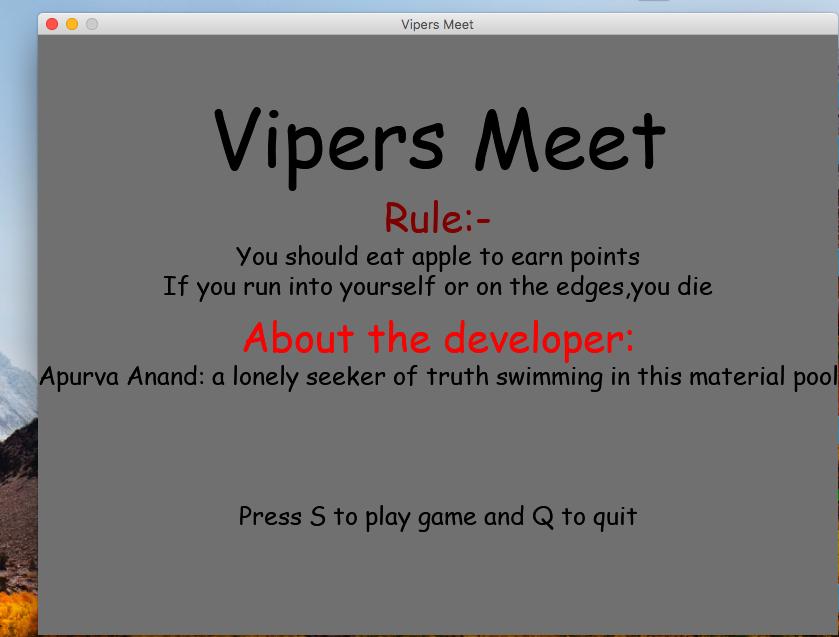 Vipers Meet
Vipers Meet
Rule:-
You should eat apple to earn points
If you run into yourself or on the edges,you die
About the developer:
Apurva Anand: a lonely seeker of truth swimming in this material pool
Press S to play game and Q to quit